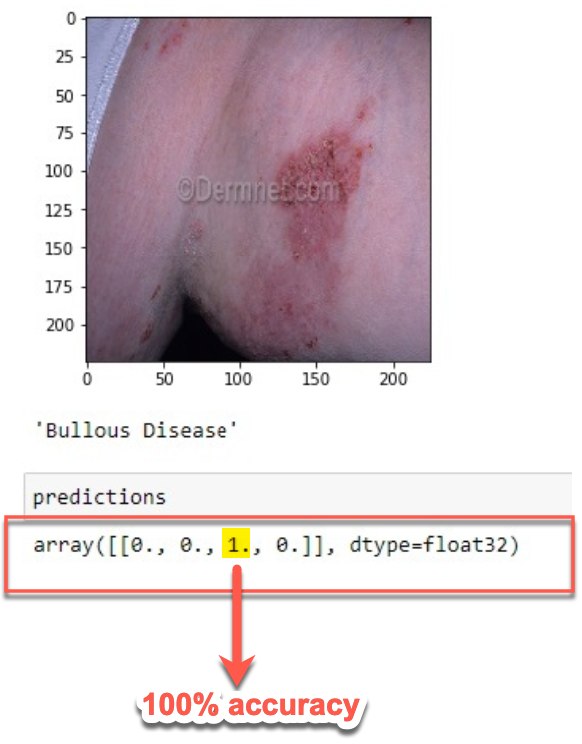 0
25
50
75
100
125
150
175
200
©Dermnet.com
0 50 100 150 200
'Bullous Disease'
predictions
array([[0., 0., 1., 0.]], dtype=float32)
100% accuracy